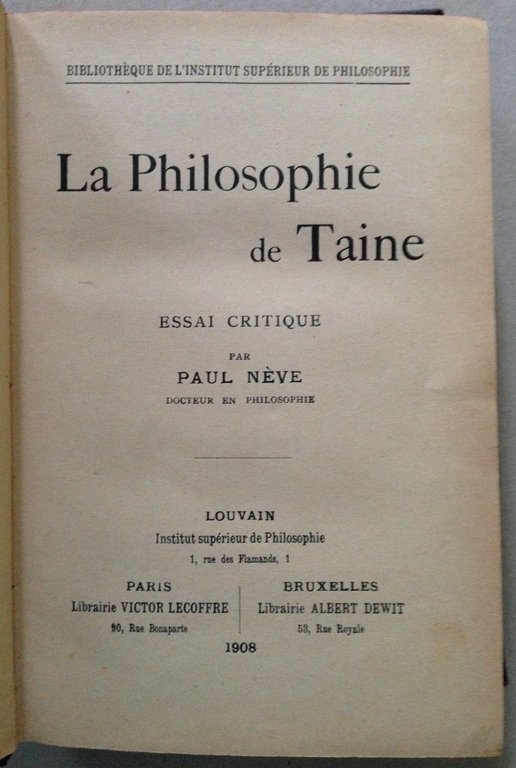 BIBLIOTHÈQUE DE L'INSTITUT SUPÉRIEUR DE PHILOSOPHIE
La Philosophie
de Taine
ESSAI CRITIQUE
PAR
PAUL NÈVE
DOCTEUR EN PHILOSOPHIE
LOUVAIN
Institut supérieur de Philosophie
1, rue des Flamands, 1
PARIS
Librairie VICTOR LECOFFRE
90, Rue Bonaparte
BRUXELLES
Librairie ALBERT DEWIT
53, Rue Royale
1908